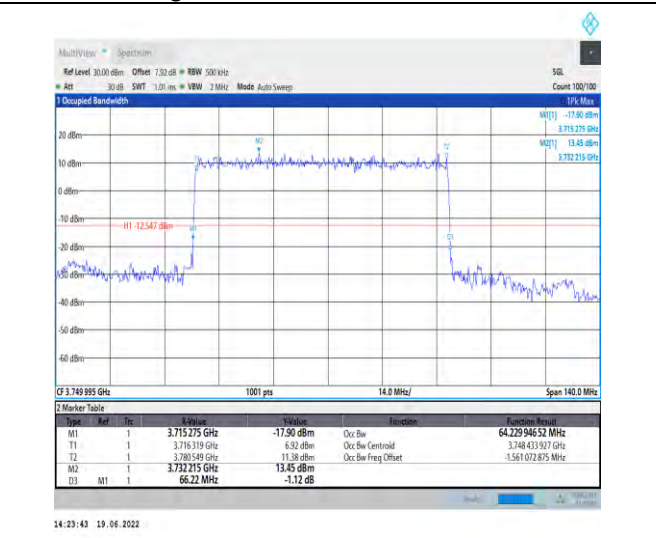 MultiView Spectrum
Ref Level 30.00 dBm Offset 7.92 dB RBW 500 kHz SGL
Att 30 dB SWT 1.01 ms VBW 2 MHz Mode Auto Sweep Count 100/100
1 Occupied Bandwidth 1Pk Max
M1[1] -17.90 dBm
3.715 275 GHz
M2[1] 13.45 dBm
3.732 215 GHz
20 dBm
M2
T2
10 dBm
0 dBm
-10 dBm
H1 -12.547 dBm
M1
D3
-20 dBm
-30 dBm
-40 dBm
-50 dBm
-60 dBm
CF 3.749 995 GHz 1001 pts 14.0 MHz/ Span 140.0 MHz
2 Marker Table
Type Ref Trc X-Value Y-Value Function Function Result
M1 1 3.715 275 GHz -17.90 dBm Occ Bw 64.229 946 52 MHz
T1 1 3.716 319 GHz 6.92 dBm Occ Bw Centroid 3.748 433 927 GHz
T2 1 3.780 549 GHz 11.38 dBm Occ Bw Freq Offset -1.561 072 875 MHz
M2 1 3.732 215 GHz 13.45 dBm
D3 M1 1 66.22 MHz -1.12 dB
14:23:43 19.06.2022